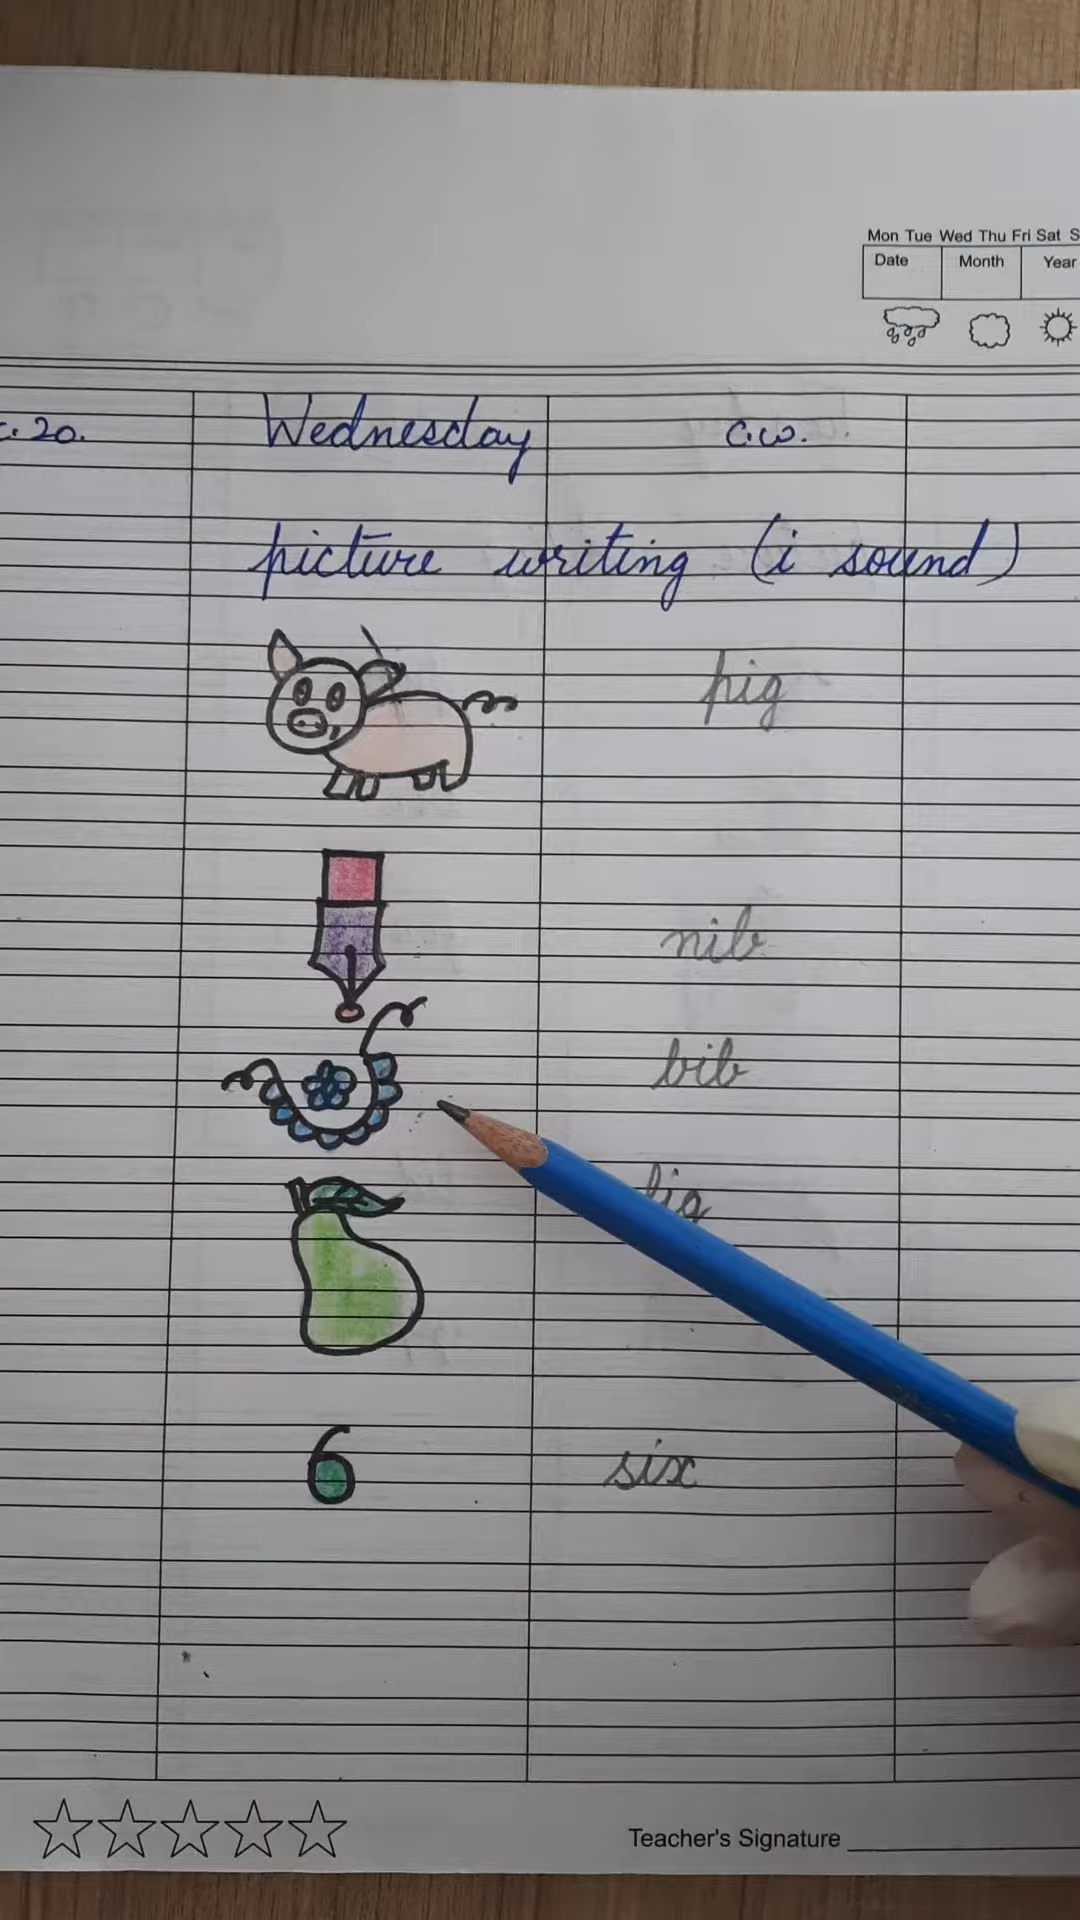 Mon Tue Wed Thu Fri Sat S
Date Month Year
20. Wednesday c.w.
picture writing (i sound)
pig
nib
bib
6 six
Teacher's Signature